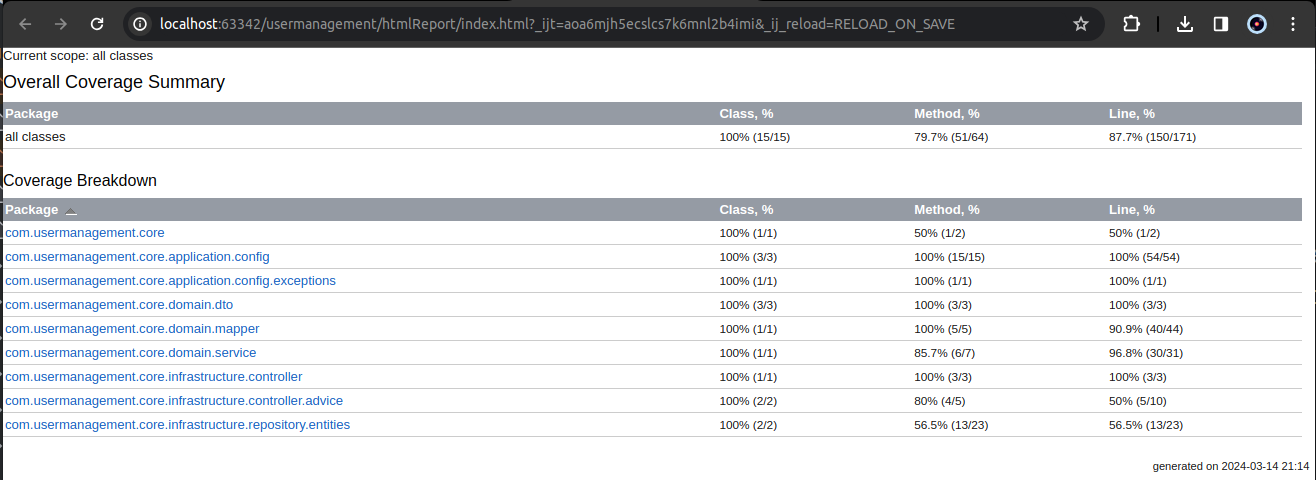 localhost:63342/usermanagement/htmlReport/index.html?_ijt=aoa6mjh5ecslcs7k6mnl2b4imi&_ij_reload=RELOAD_ON_SAVE
Current scope: all classes
Overall Coverage Summary
Package Class, % Method, % Line, %
all classes 100% (15/15) 79.7% (51/64) 87.7% (150/171)
Coverage Breakdown
Package Class, % Method, % Line, %
com.usermanagement.core 100% (1/1) 50% (1/2) 50% (1/2)
com.usermanagement.core.application.config 100% (3/3) 100% (15/15) 100% (54/54)
com.usermanagement.core.application.config.exceptions 100% (1/1) 100% (1/1) 100% (1/1)
com.usermanagement.core.domain.dto 100% (3/3) 100% (3/3) 100% (3/3)
com.usermanagement.core.domain.mapper 100% (1/1) 100% (5/5) 90.9% (40/44)
com.usermanagement.core.domain.service 100% (1/1) 85.7% (6/7) 96.8% (30/31)
com.usermanagement.core.infrastructure.controller 100% (1/1) 100% (3/3) 100% (3/3)
com.usermanagement.core.infrastructure.controller.advice 100% (2/2) 80% (4/5) 50% (5/10)
com.usermanagement.core.infrastructure.repository.entities 100% (2/2) 56.5% (13/23) 56.5% (13/23)
generated on 2024-03-14 21:14